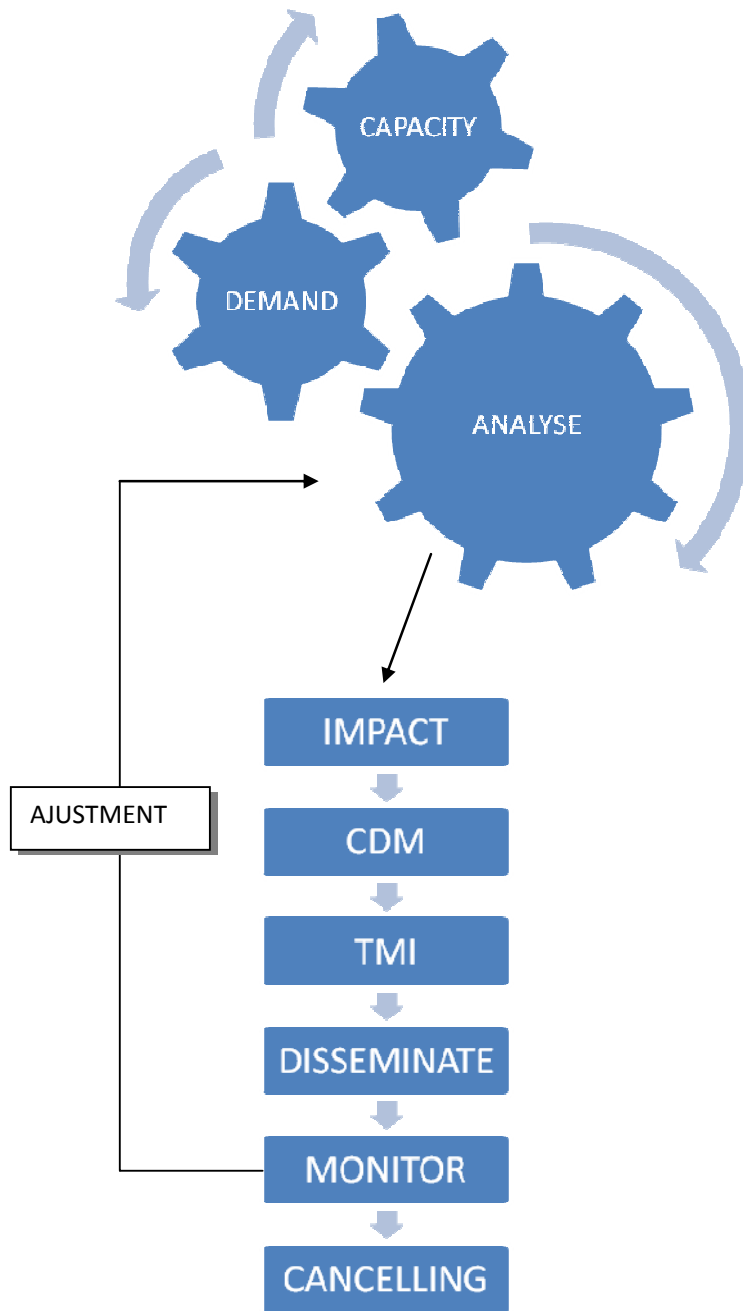 CAPACITY
DEMAND
ANALYSE
IMPACT
AJUSTMENT
CDM
TMI
DISSEMINATE
MONITOR
CANCELLING